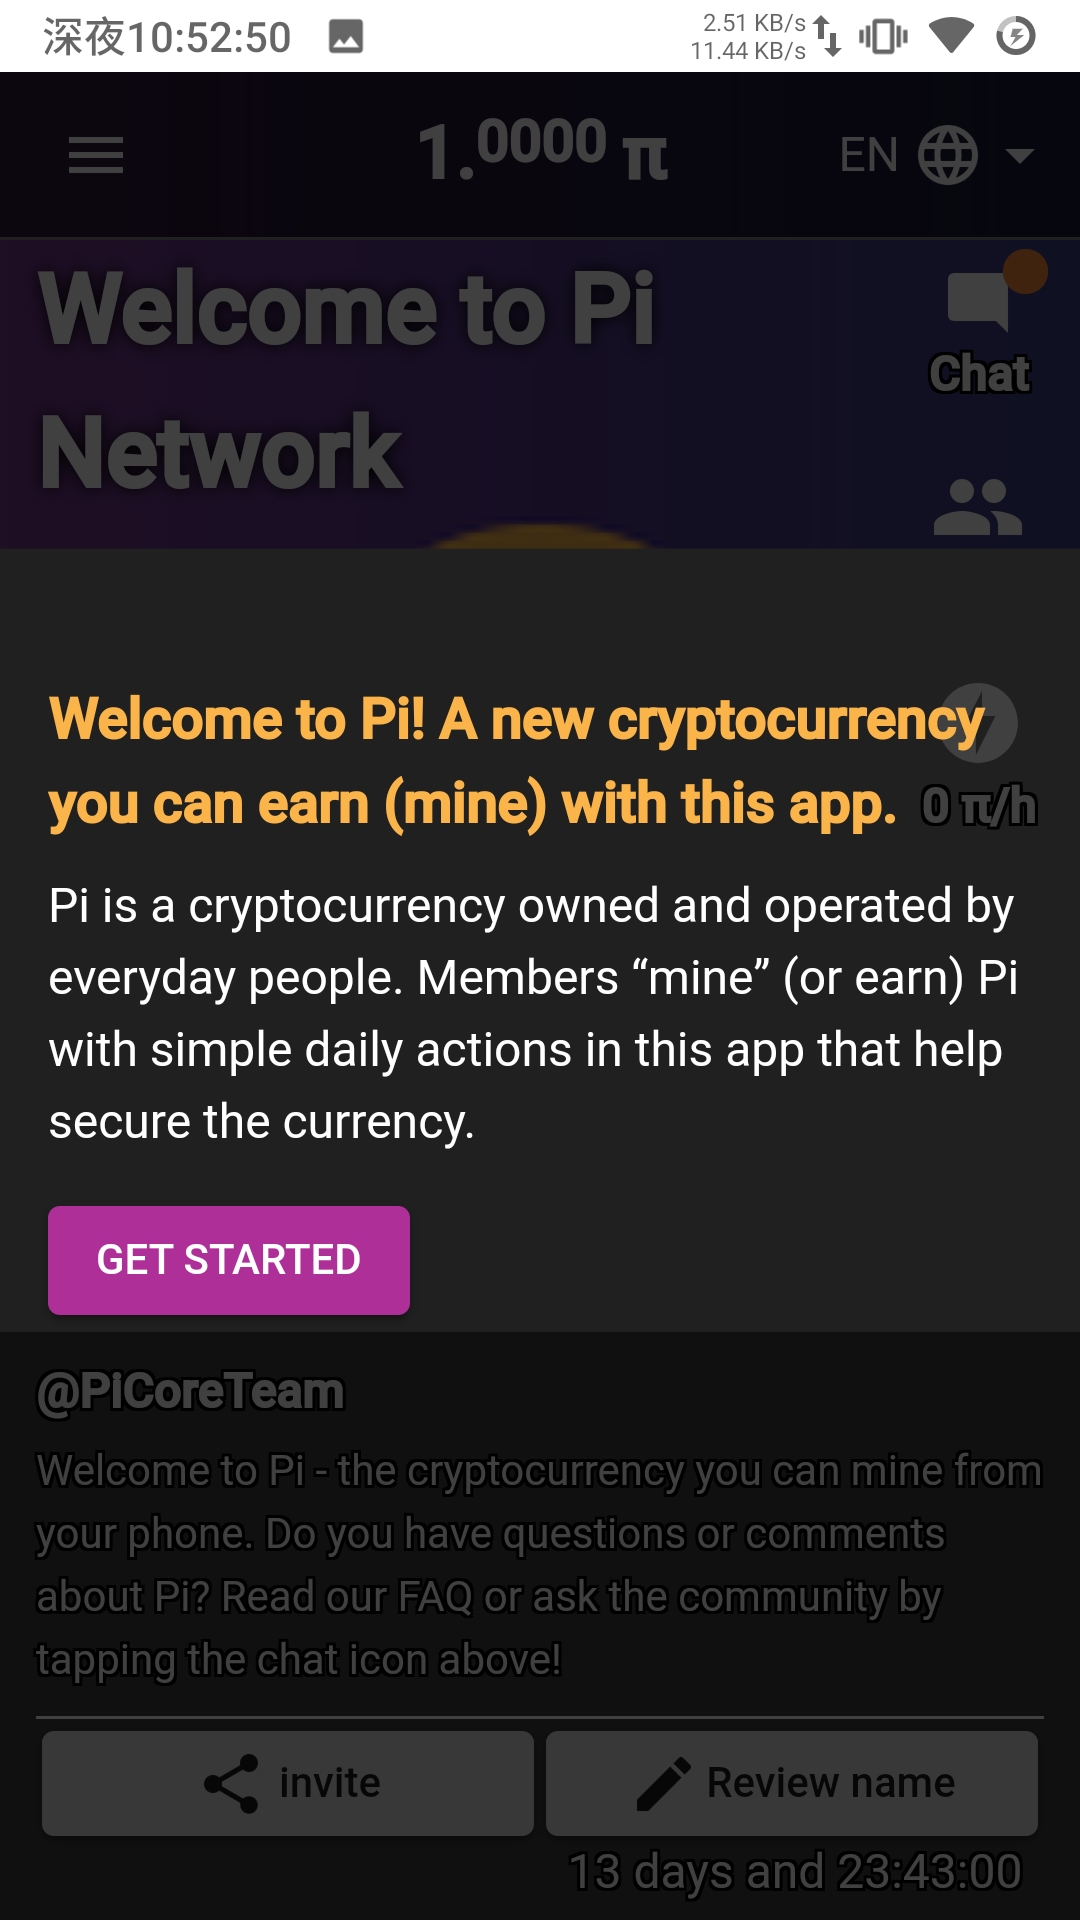 深夜10:52:50
2.51 KB/s
11.44 KB/s
1.0000 π
EN
Welcome to Pi
Network
Chat
Welcome to Pi! A new cryptocurrency
you can earn (mine) with this app.
0 π/h
Pi is a cryptocurrency owned and operated by
everyday people. Members “mine” (or earn) Pi
with simple daily actions in this app that help
secure the currency.
GET STARTED
@PiCoreTeam
Welcome to Pi - the cryptocurrency you can mine from
your phone. Do you have questions or comments
about Pi? Read our FAQ or ask the community by
tapping the chat icon above!
invite
Review name
13 days and 23:43:00